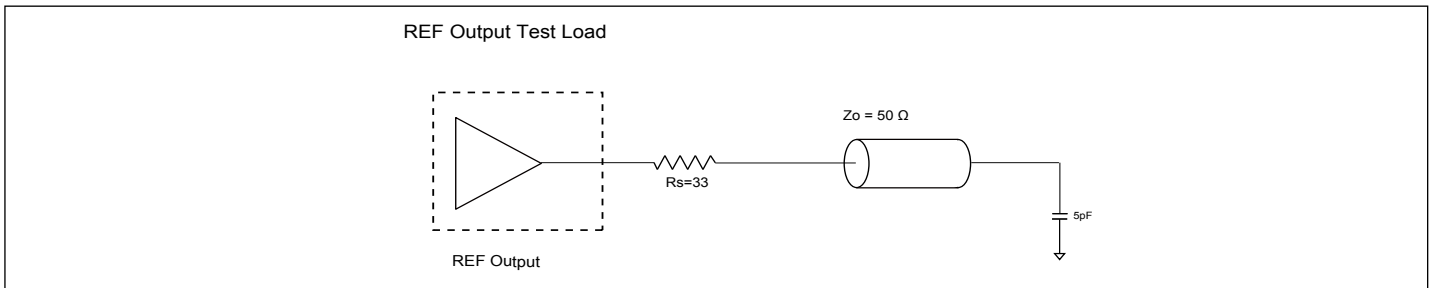 REF Output Test Load
Zo = 50 Ω
Rs=33
5pF
REF Output